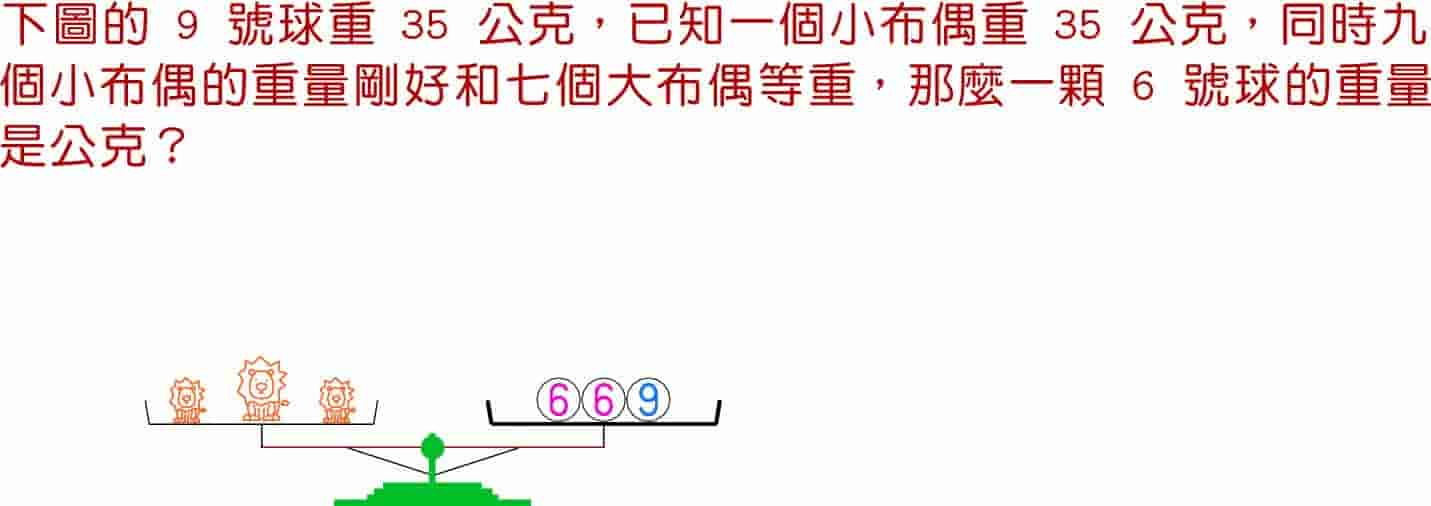 下圖的 9 號球重 35 公克，已知一個小布偶重 35 公克，同時九
個小布偶的重量剛好和七個大布偶等重，那麼一顆 6 號球的重量
是公克？
6 6 9